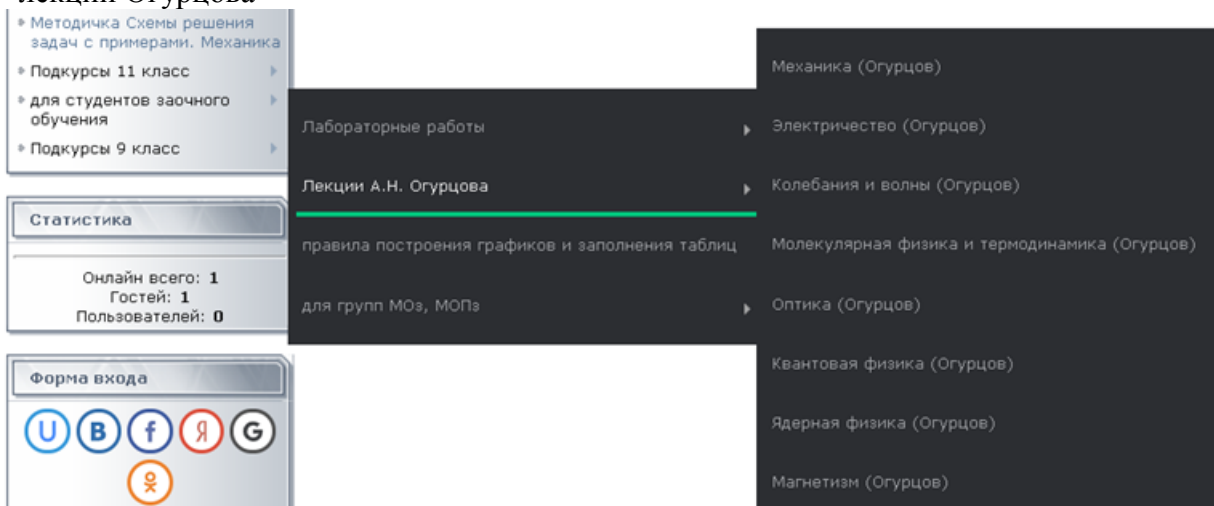 лекции Огурцова
Методичка Схемы решения
задач с примерами. Механика
Подкурсы 11 класс
для студентов заочного
обучения
Подкурсы 9 класс
Статистика
Онлайн всего: 1
Гостей: 1
Пользователей: 0
Форма входа
U
B
f
Я
G
Лабораторные работы
Лекции А.Н. Огурцова
правила построения графиков и заполнения таблиц
для групп МОз, МОПз
Механика (Огурцов)
Электричество (Огурцов)
Колебания и волны (Огурцов)
Молекулярная физика и термодинамика (Огурцов)
Оптика (Огурцов)
Квантовая физика (Огурцов)
Ядерная физика (Огурцов)
Магнетизм (Огурцов)